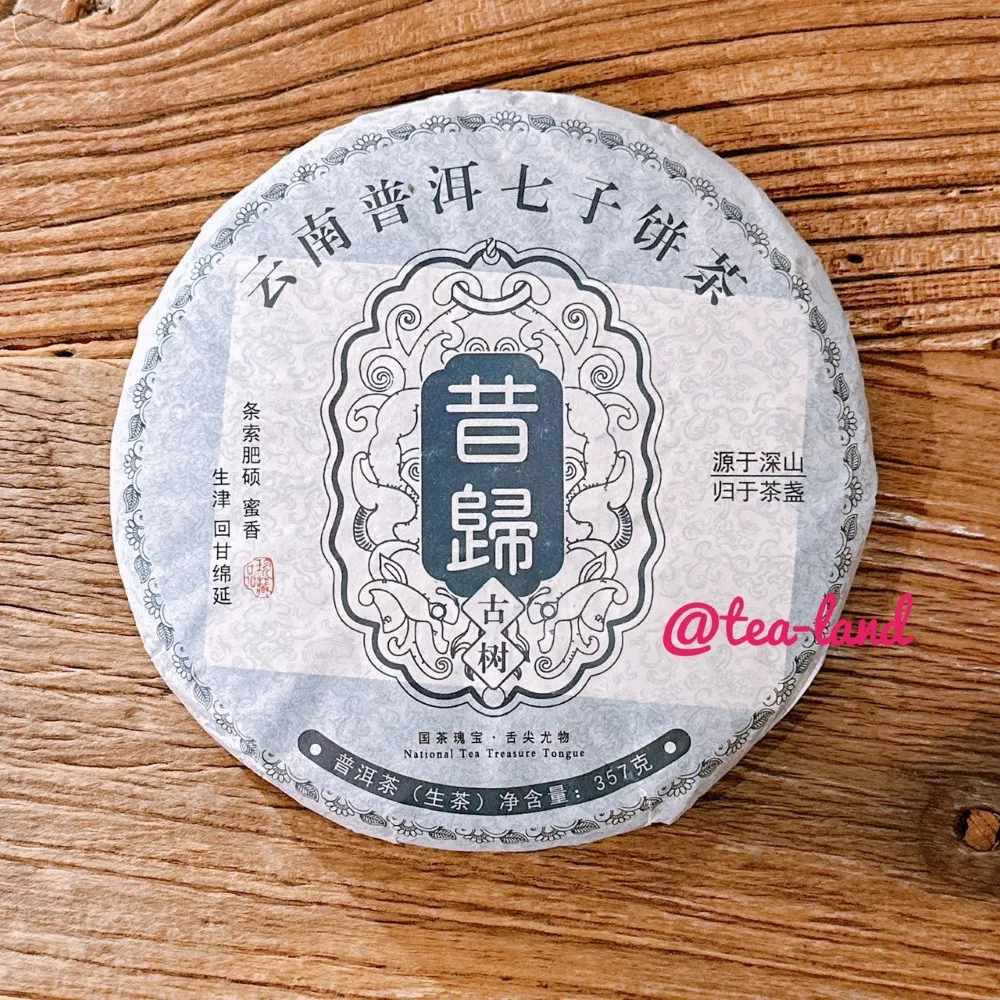 云南普洱七子饼茶
昔歸
古树
条索肥硕 蜜香
生津 回甘绵延
源于深山
归于茶盏
@tea-land
国茶瑰宝·舌尖尤物
National Tea Treasure Tongue
普洱茶（生茶）净含量：357克